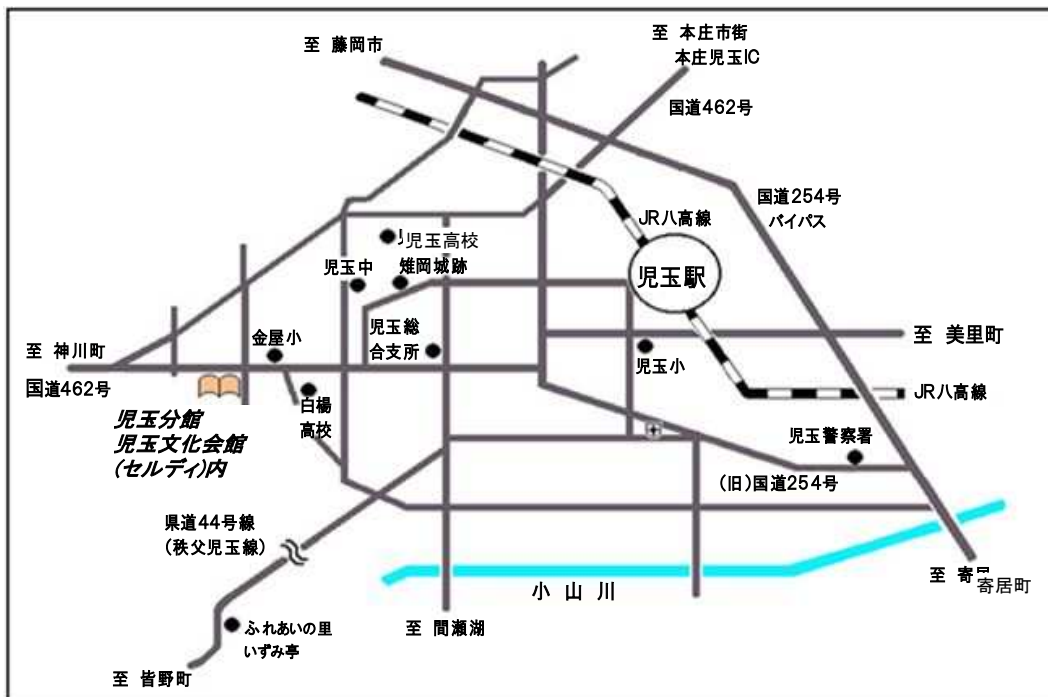 至 藤岡市
至 本庄市街
本庄児玉IC
国道462号
国道254号
バイパス
JR八高線
児玉高校
児玉中
雉岡城跡
児玉駅
金屋小
児玉総
合支所
児玉小
至 美里町
至 神川町
国道462号
JR八高線
白楊
高校
児玉分館
児玉文化会館
(セルディ)内
児玉警察署
(旧)国道254号
県道44号線
(秩父児玉線)
小 山 川
至 寄居町
ふれあいの里
いずみ亭
至 間瀬湖
至 皆野町